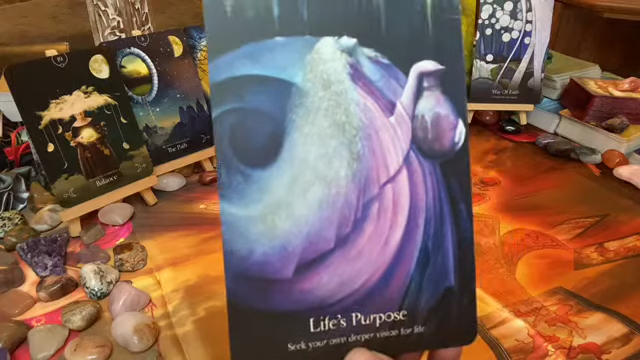 Balance
The Path
Life's Purpose
Seek your own deeper vision for life